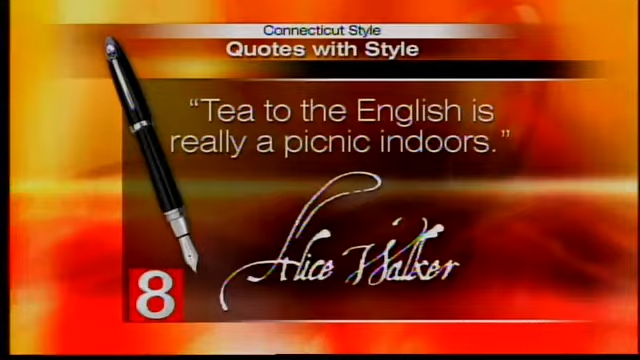 Connecticut Style
Quotes with Style
“Tea to the English is
really a picnic indoors.”
Alice Walker
8